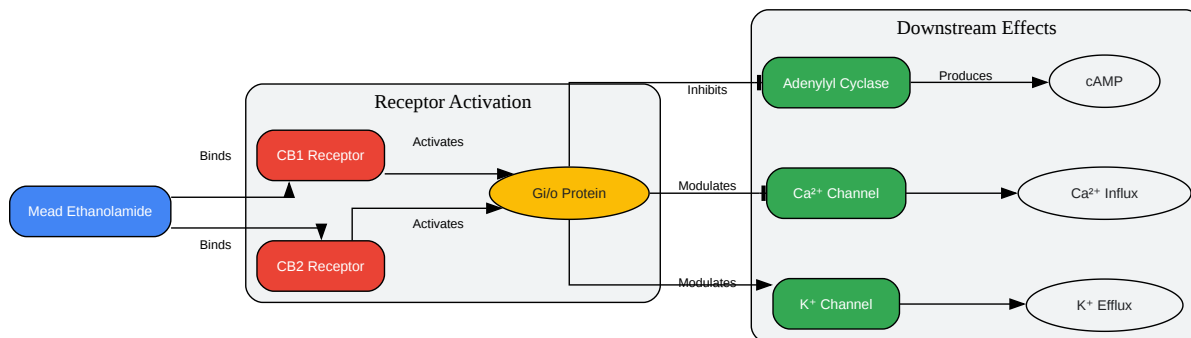 Downstream Effects
Adenylyl Cyclase
Produces
cAMP
Inhibits
Receptor Activation
CB1 Receptor
Activates
Binds
Mead Ethanolamide
Gi/o Protein
Modulates
Ca²⁺ Channel
Ca²⁺ Influx
Binds
Activates
CB2 Receptor
Modulates
K⁺ Channel
K⁺ Efflux